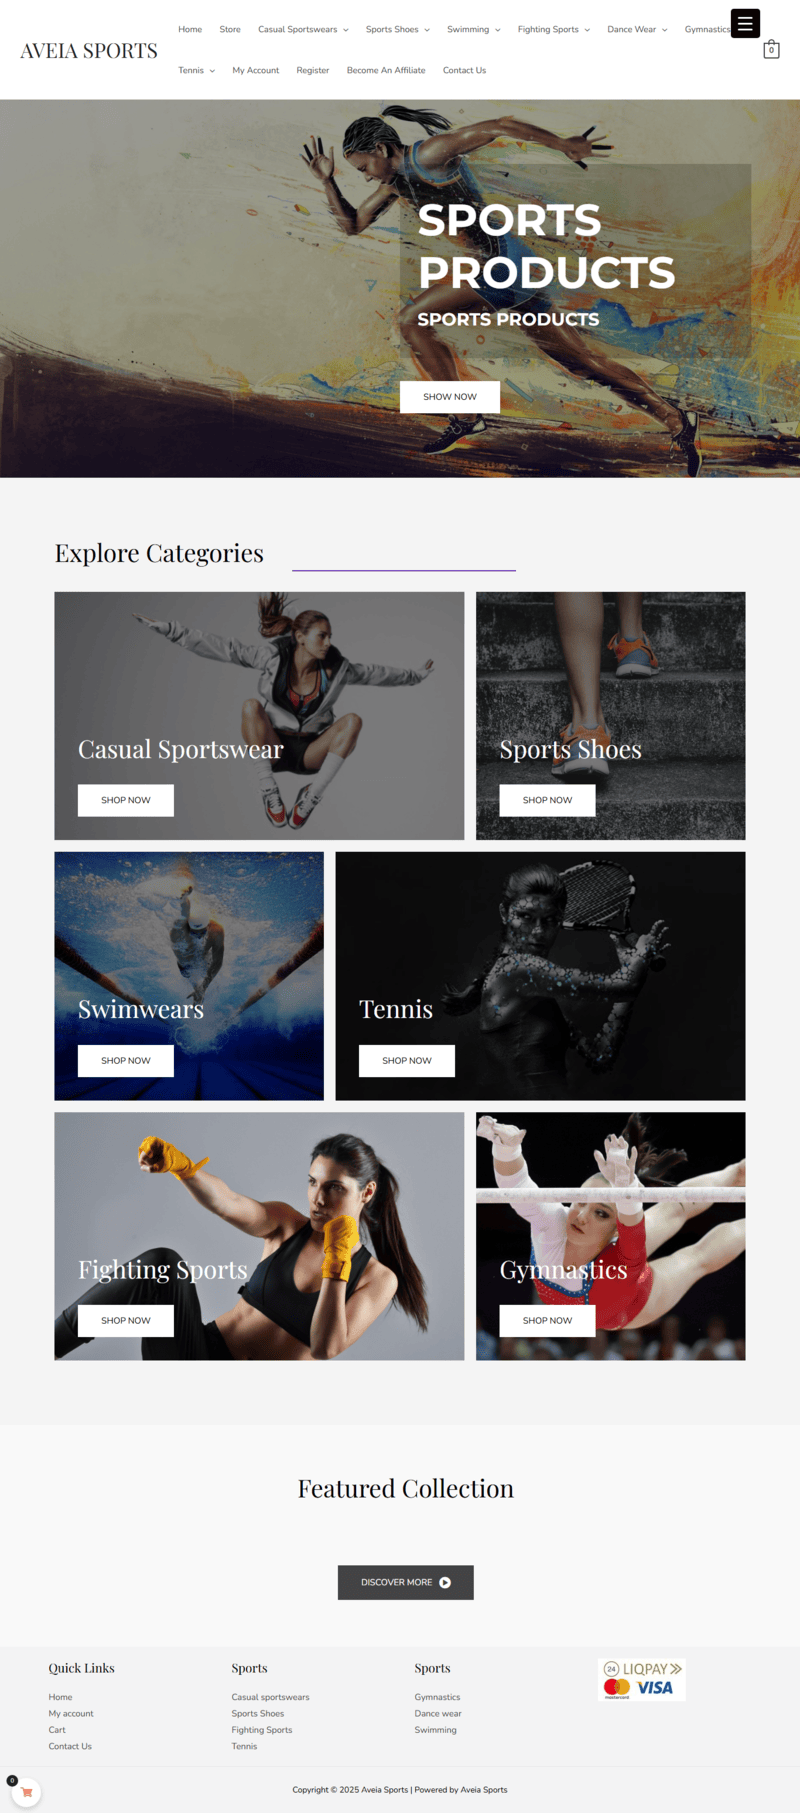 AVEIA SPORTS
Home Store Casual Sportswears Sports Shoes Swimming Fighting Sports Dance Wear Gymnastics
0
Tennis My Account Register Become An Affiliate Contact Us
SPORTS
PRODUCTS
SPORTS PRODUCTS
SHOW NOW
Explore Categories
Casual Sportswear
SHOP NOW
Sports Shoes
SHOP NOW
Swimwears
SHOP NOW
Tennis
SHOP NOW
Fighting Sports
SHOP NOW
Gymnastics
SHOP NOW
Featured Collection
DISCOVER MORE
Quick Links
Home
My account
Cart
Contact Us
Sports
Casual sportswears
Sports Shoes
Fighting Sports
Tennis
Sports
Gymnastics
Dance wear
Swimming
24 LIQPAY
mastercard VISA
0
Copyright © 2025 Aveia Sports | Powered by Aveia Sports